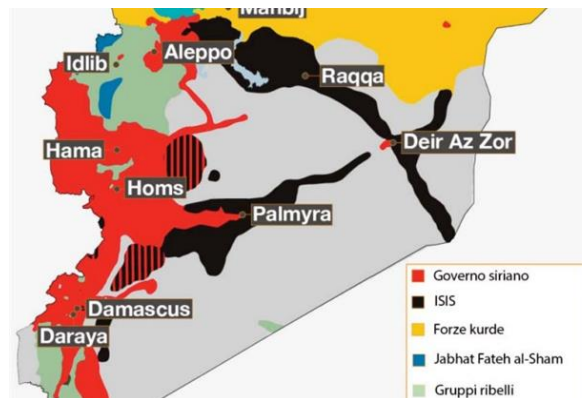 Manbij
Aleppo
Idlib
Raqqa
Deir Az Zor
Hama
Homs
Palmyra
Damascus
Daraya
Governo siriano
ISIS
Forze kurde
Jabhat Fateh al-Sham
Gruppi ribelli